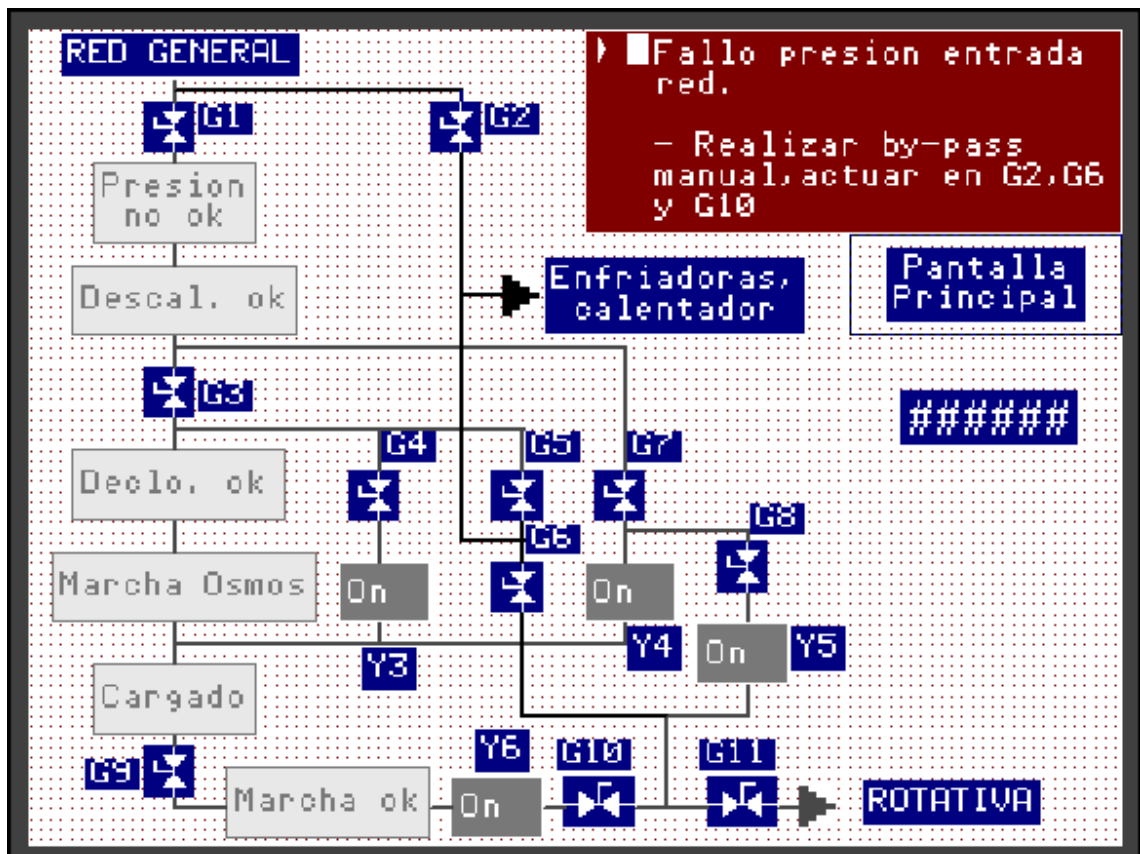 RED GENERAL
Fallo presion entrada
red.
- Realizar by-pass
manual,actuar en G2,G6
y G10
G1
G2
Presion
no ok
Pantalla
Principal
Enfriadoras,
calentador
Descal. ok
G3
######
G4
G5
G7
Declo. ok
G8
G6
Marcha Osmos
On
On
Y4
On
Y5
Y3
Cargado
Y6
G10
G11
G9
Marcha ok
On
ROTATIVA